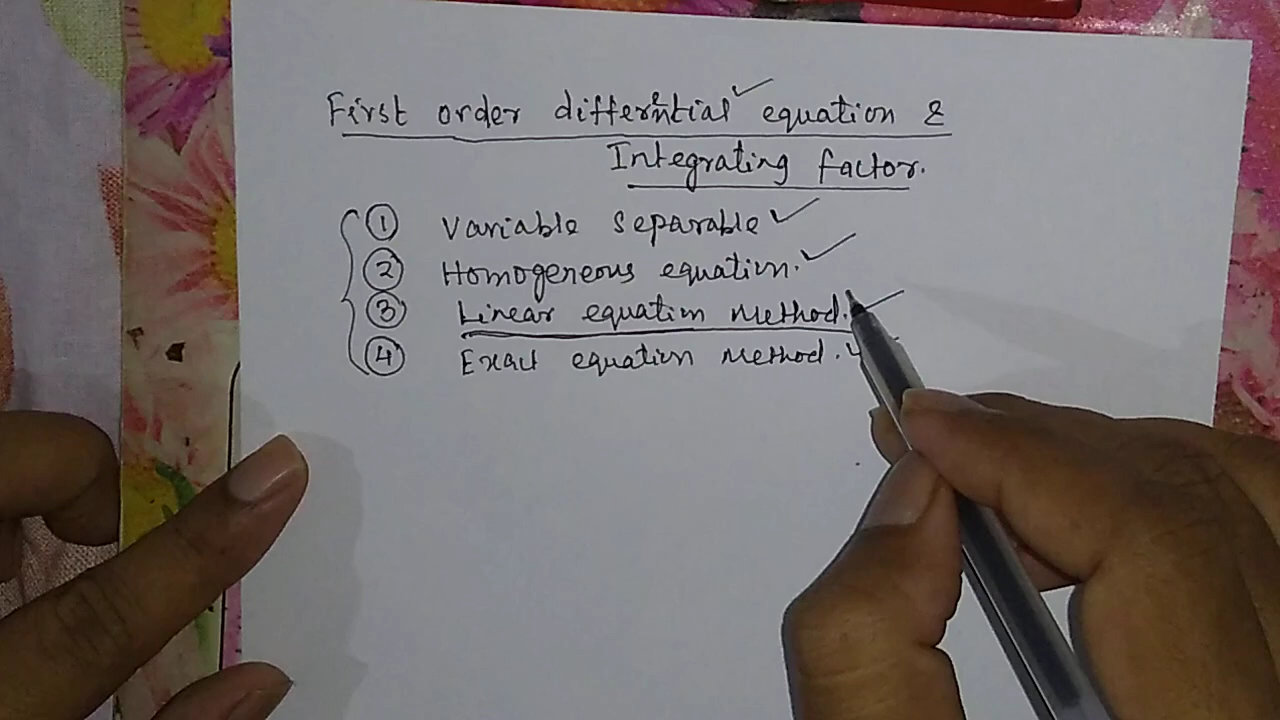 First order differential equation &
Integrating factor.
① Variable separable
② Homogeneous equation.
③ Linear equation Method.
④ Exact equation Method.